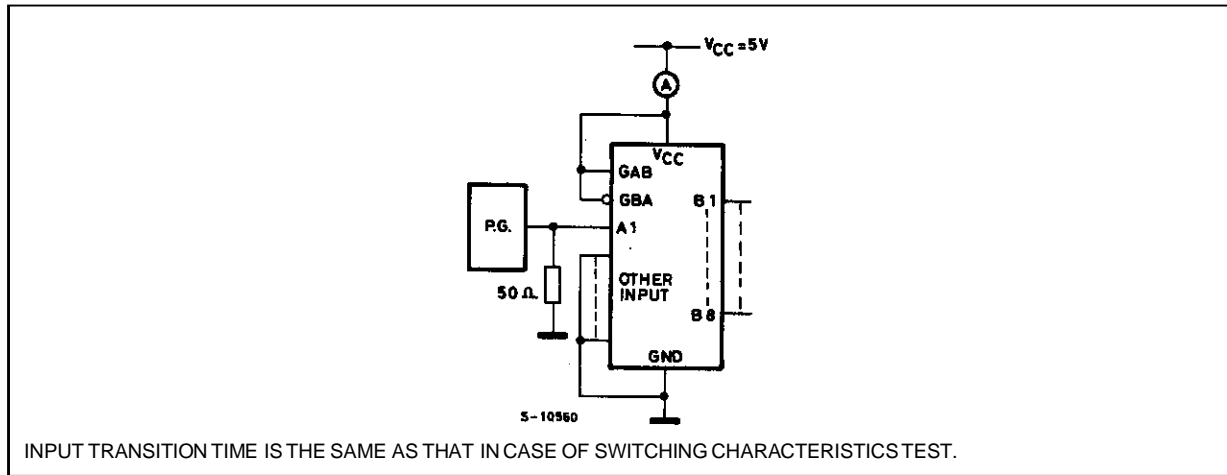 VCC=5V
A
VCC
GAB
GBA
B1
P.G.
A1
50Ω
OTHER
INPUT
B8
GND
S-10560
INPUT TRANSITION TIME IS THE SAME AS THAT IN CASE OF SWITCHING CHARACTERISTICS TEST.